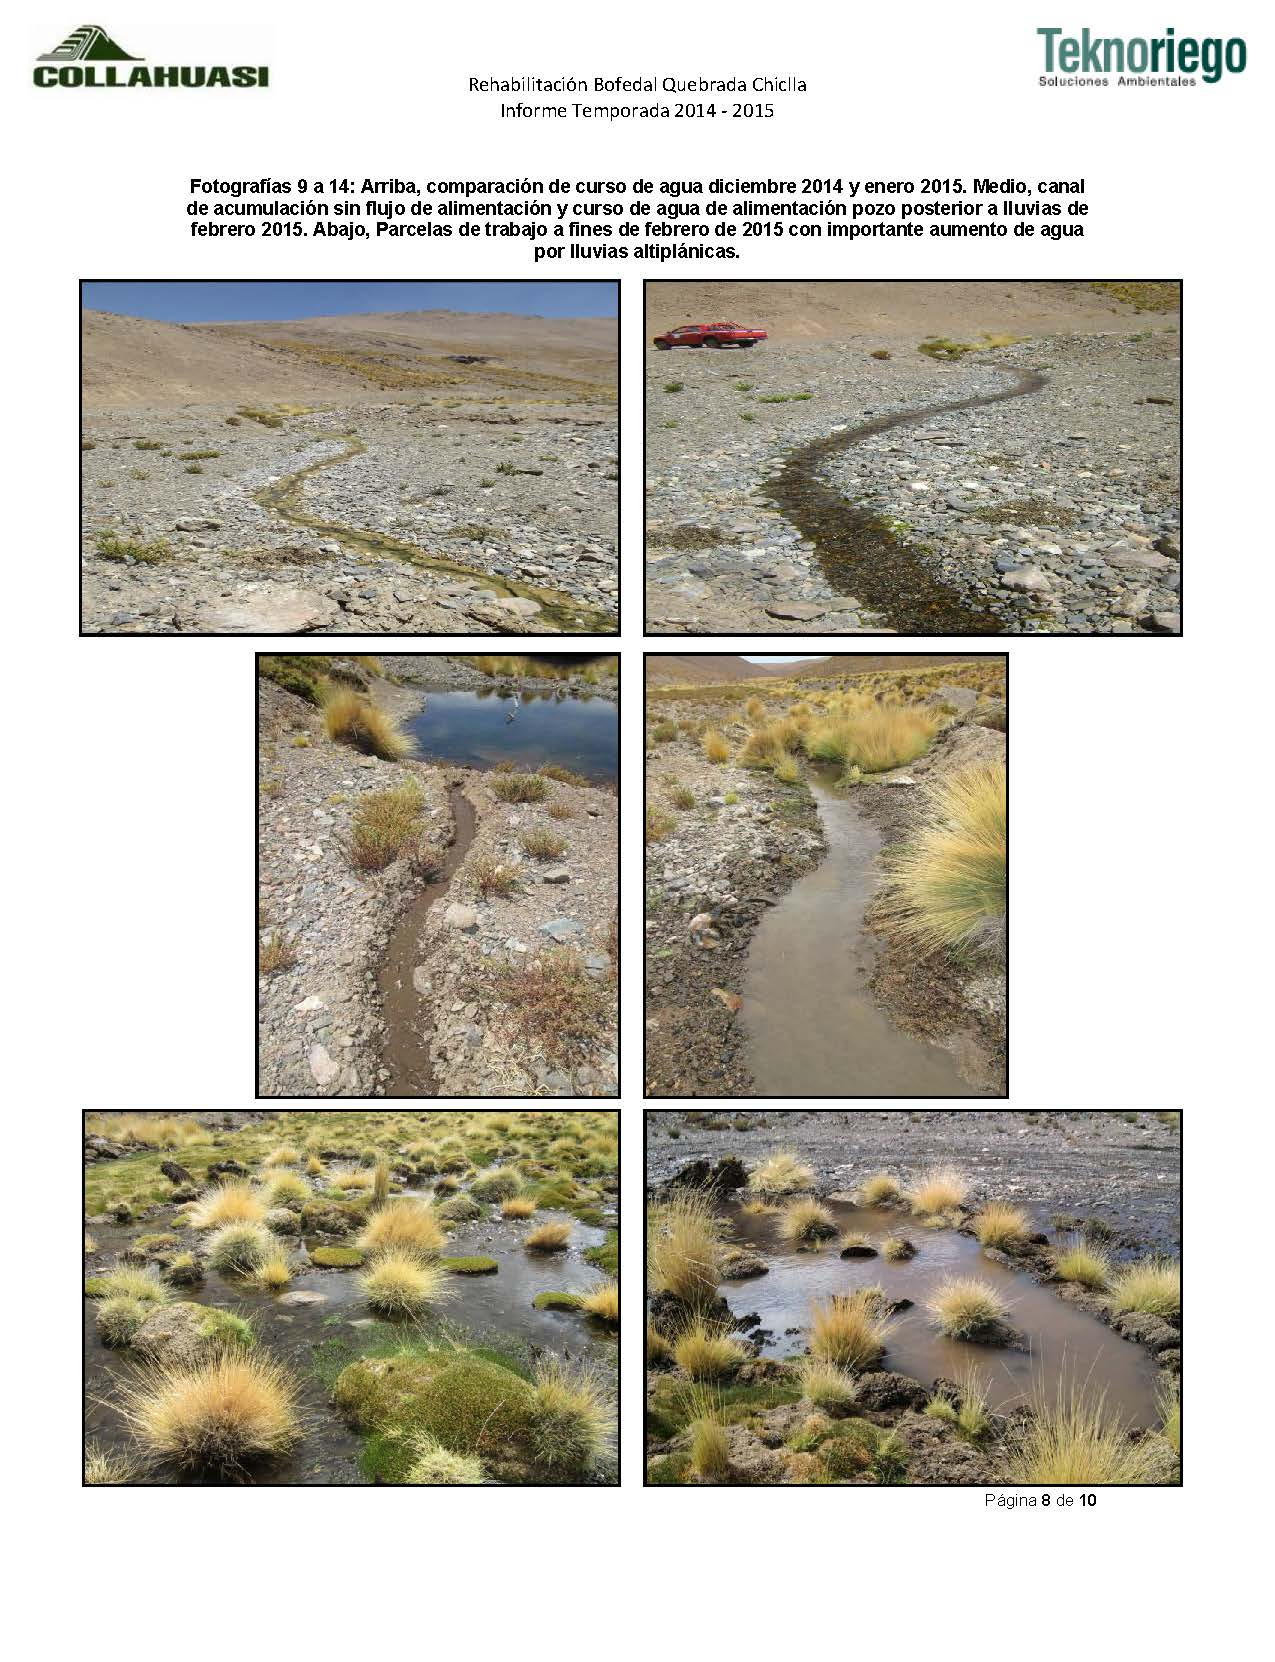 COLLAHUASI
Teknoriego
Soluciones Ambientales
Rehabilitación Bofedal Quebrada Chiclla
Informe Temporada 2014 - 2015
Fotografías 9 a 14: Arriba, comparación de curso de agua diciembre 2014 y enero 2015. Medio, canal
de acumulación sin flujo de alimentación y curso de agua de alimentación pozo posterior a lluvias de
febrero 2015. Abajo, Parcelas de trabajo a fines de febrero de 2015 con importante aumento de agua
por lluvias altiplánicas.
Página 8 de 10